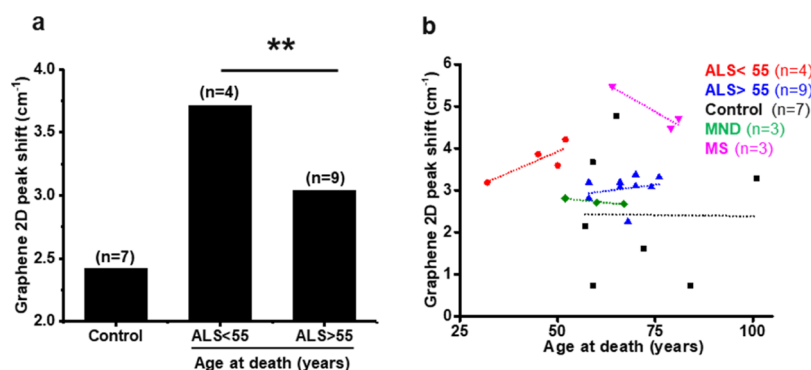 a
Graphene 2D peak shift (cm-1)
4.0
3.5
3.0
2.5
2.0
**
(n=4)
(n=9)
(n=7)
Control
ALS<55
ALS>55
Age at death (years)
b
Graphene 2D peak shift (cm-1)
6
5
4
3
2
1
0
25
50
75
100
Age at death (years)
ALS< 55 (n=4)
ALS> 55 (n=9)
Control (n=7)
MND (n=3)
MS (n=3)